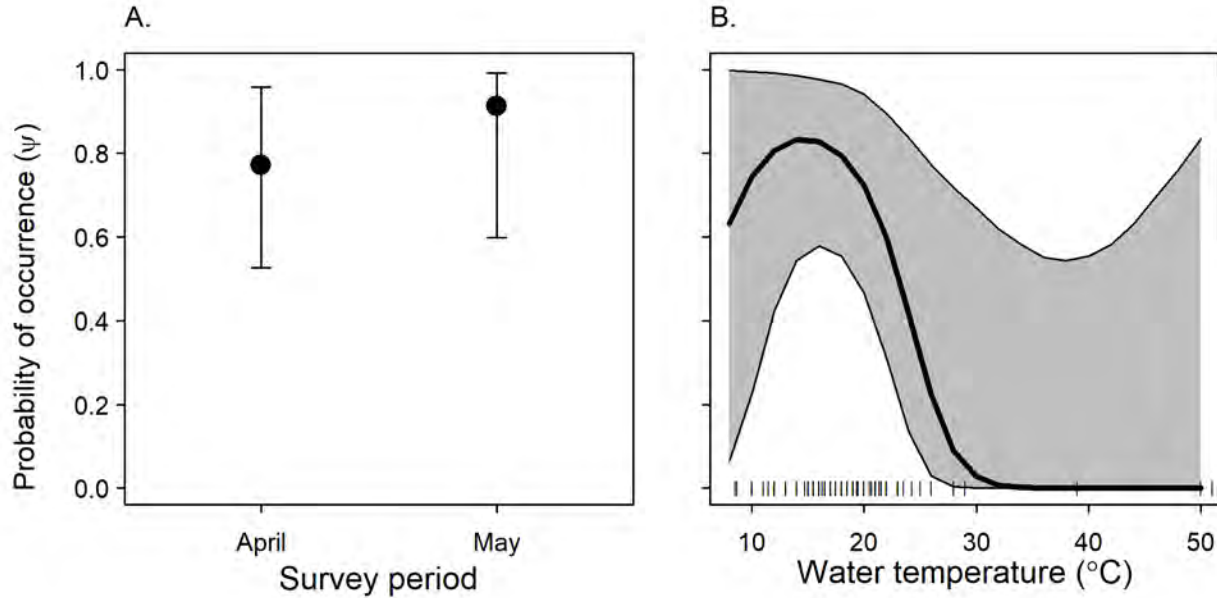 A.
B.
Probability of occurrence (ψ)
1.0
0.8
0.6
0.4
0.2
0.0
April
May
Survey period
10
20
30
40
50
Water temperature (°C)